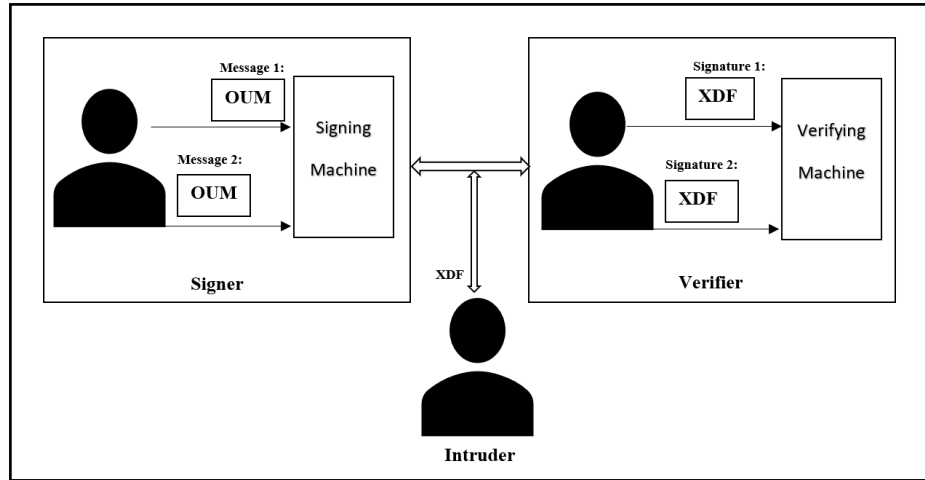 Message 1:
OUM
Signing
Machine
Message 2:
OUM
Signer
Signature 1:
XDF
Verifying
Machine
Signature 2:
XDF
Verifier
XDF
Intruder